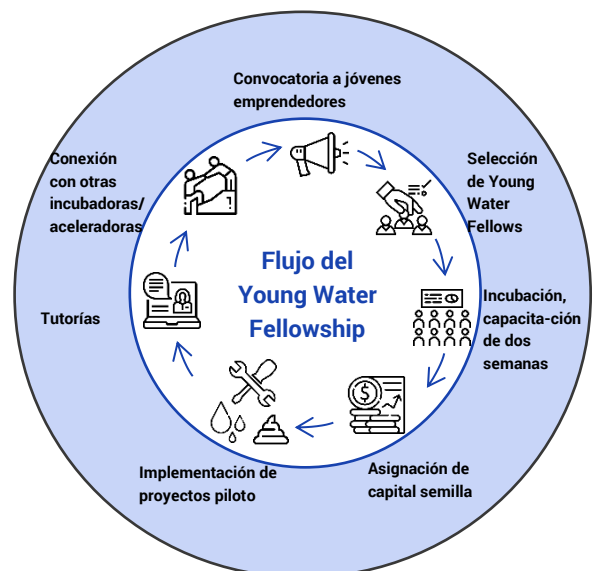 Convocatoria a jóvenes
emprendedores
Selección
de Young
Water
Fellows
Incubación,
capacita-ción
de dos
semanas
Asignación de
capital semilla
Implementación de
proyectos piloto
Tutorías
Conexión
con otras
incubadoras/
aceleradoras
Flujo del
Young Water
Fellowship